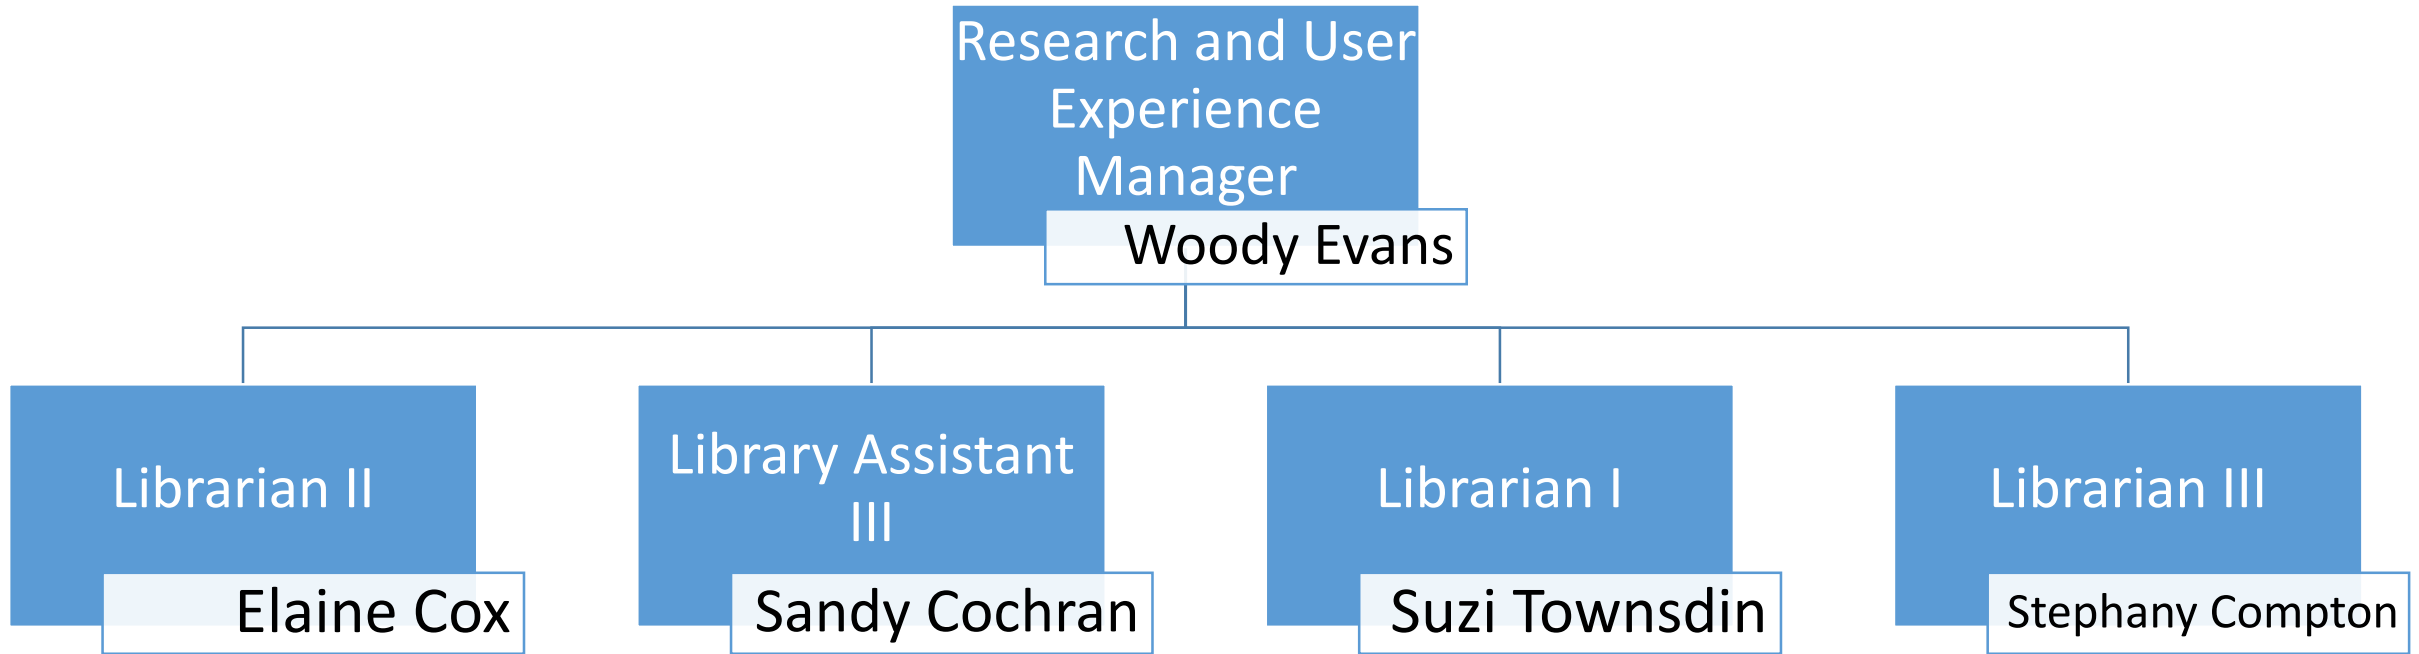 Research and User
Experience
Manager
Woody Evans
Librarian II
Elaine Cox
Library Assistant
III
Sandy Cochran
Librarian I
Suzi Townsdin
Librarian III
Stephany Compton